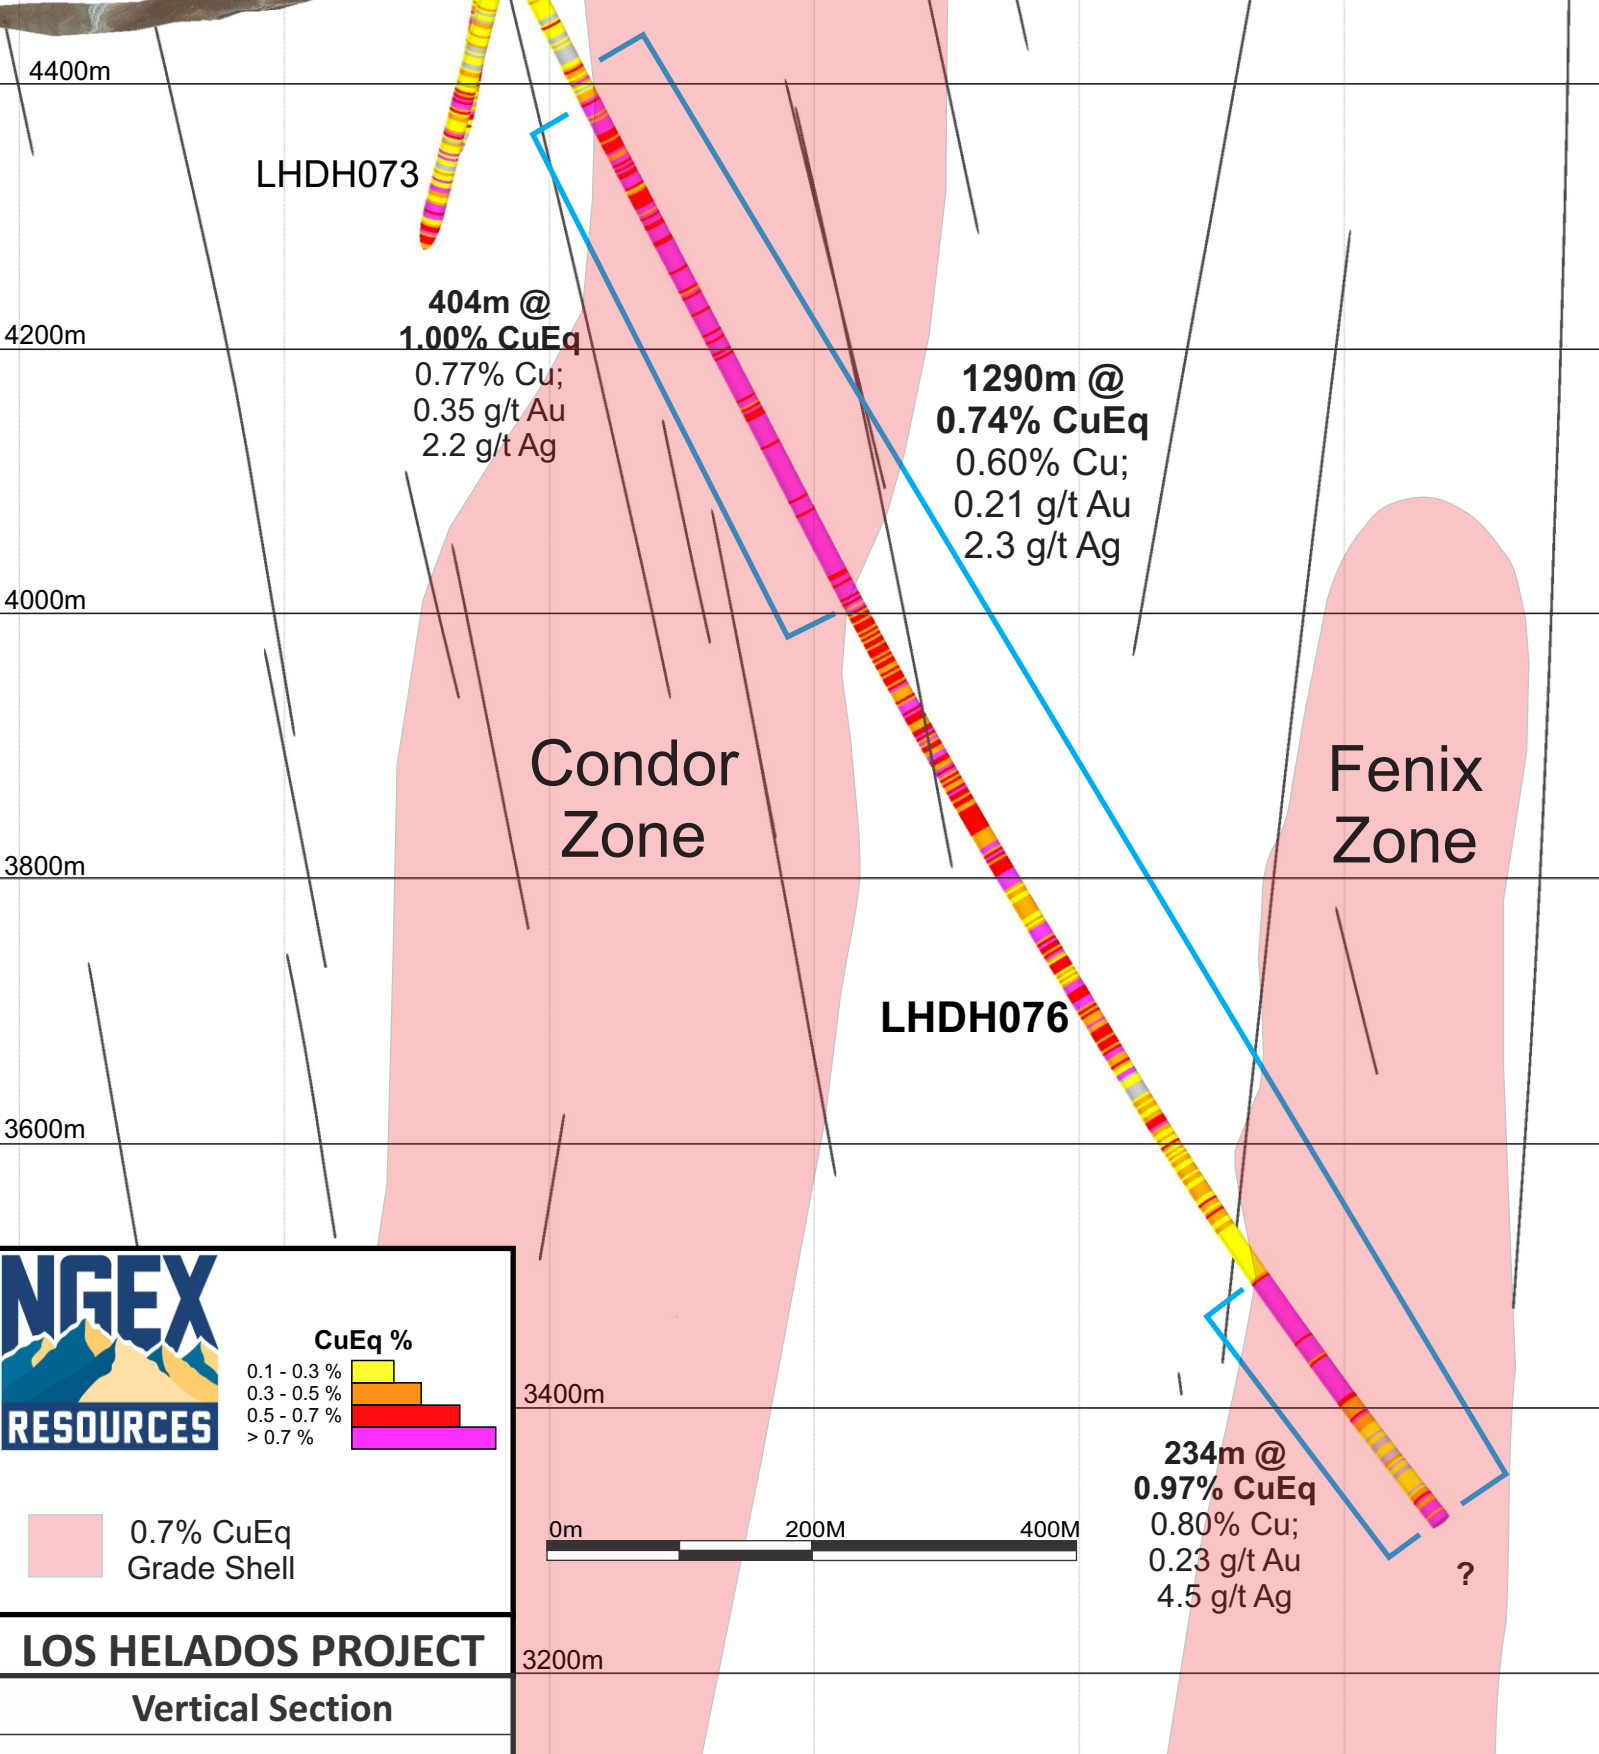 4400m
LHDH073
404m @
1.00% CuEq
0.77% Cu;
0.35 g/t Au
2.2 g/t Ag
4200m
1290m @
0.74% CuEq
0.60% Cu;
0.21 g/t Au
2.3 g/t Ag
4000m
Condor
Zone
Fenix
Zone
3800m
LHDH076
3600m
NGEX
RESOURCES
CuEq %
0.1 - 0.3 %
0.3 - 0.5 %
0.5 - 0.7 %
> 0.7 %
3400m
234m @
0.97% CuEq
0.80% Cu;
0.23 g/t Au
4.5 g/t Ag
?
0.7% CuEq
Grade Shell
0m 200M 400M
LOS HELADOS PROJECT
3200m
Vertical Section